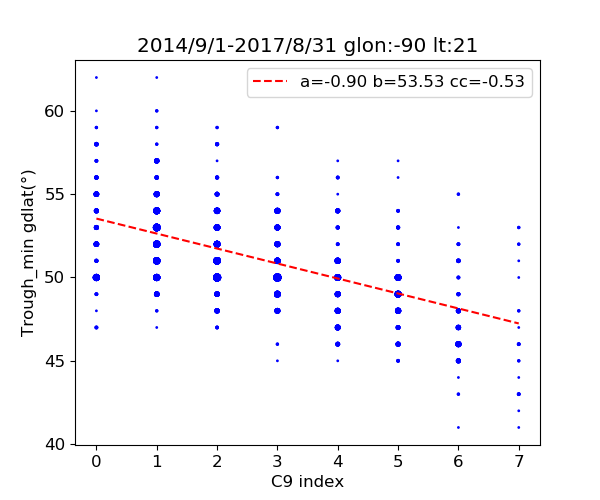 2014/9/1-2017/8/31 glon:-90 lt:21
a=-0.90 b=53.53 cc=-0.53
60
55
50
45
40
Trough_min gdlat(°)
0 1 2 3 4 5 6 7
C9 index